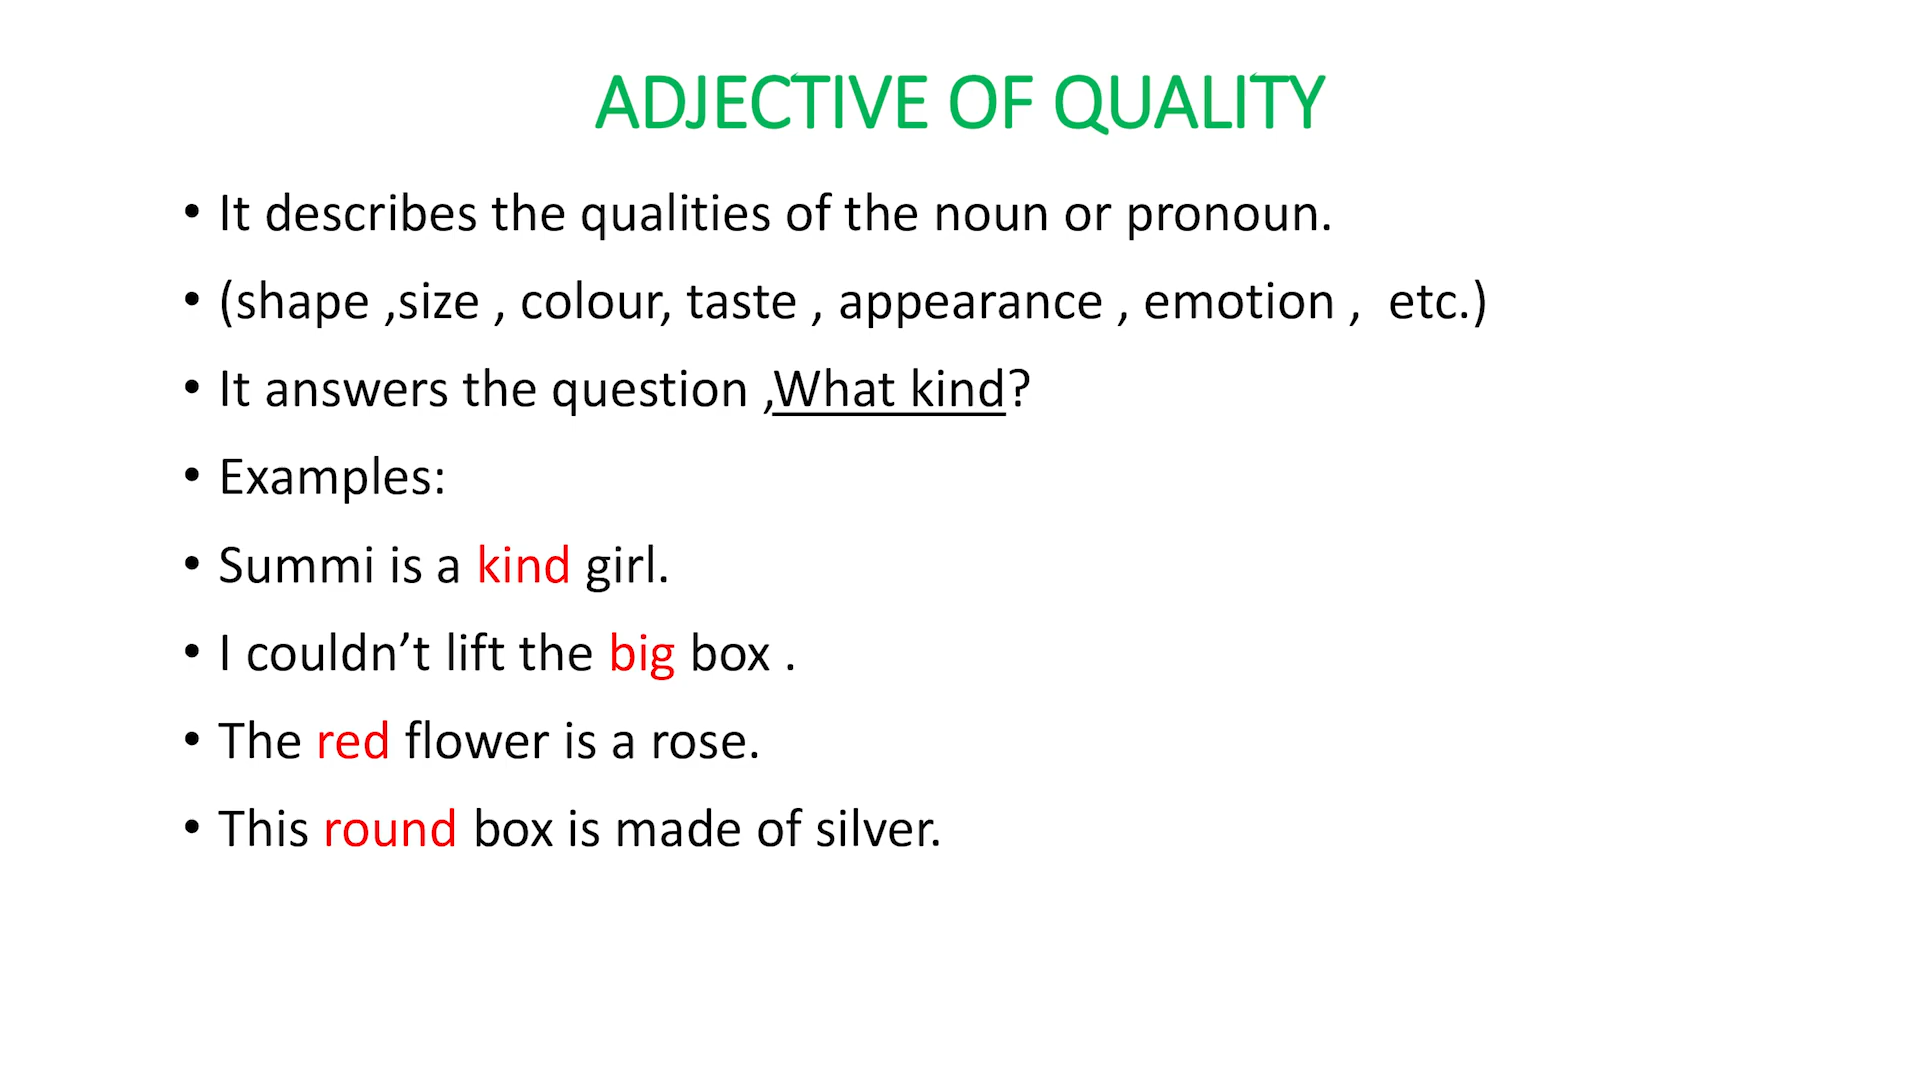 ADJECTIVE OF QUALITY
• It describes the qualities of the noun or pronoun.
• (shape ,size , colour, taste , appearance , emotion ,  etc.)
• It answers the question ,What kind?
• Examples:
• Summi is a kind girl.
• I couldn’t lift the big box .
• The red flower is a rose.
• This round box is made of silver.